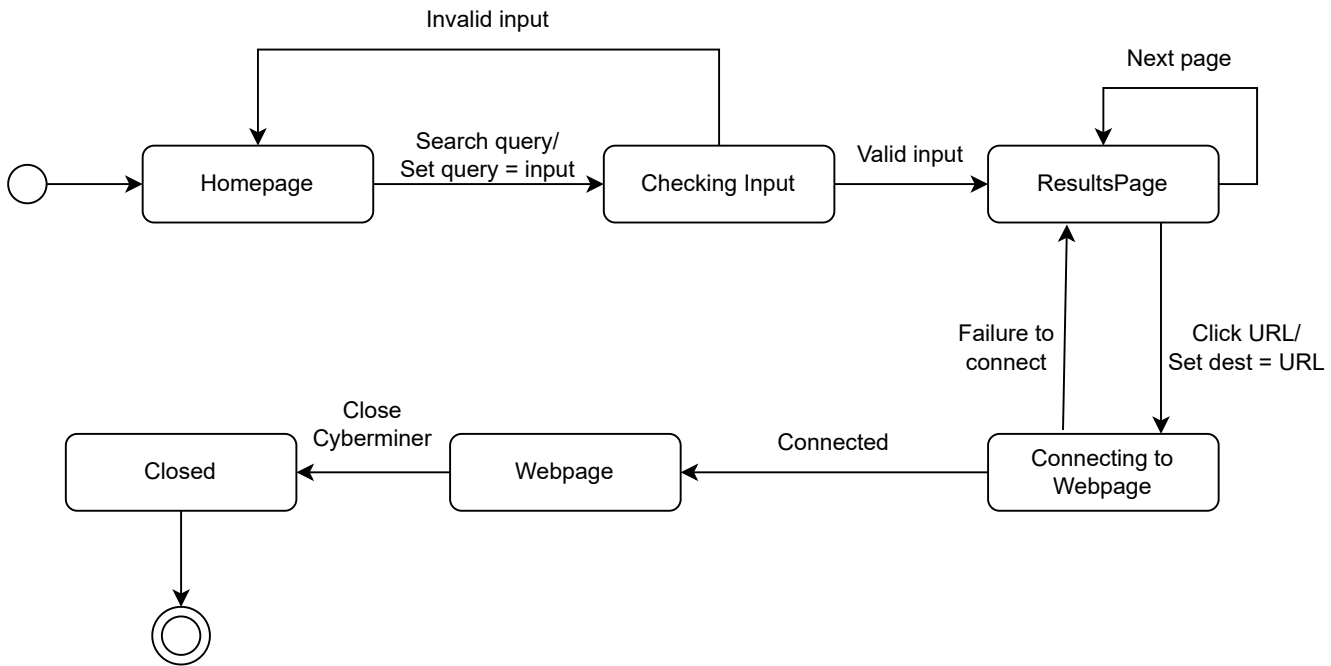 Invalid input
Next page
Search query/
Set query = input
Valid input
Homepage
Checking Input
ResultsPage
Failure to
connect
Click URL/
Set dest = URL
Close
Cyberminer
Connected
Closed
Webpage
Connecting to
Webpage